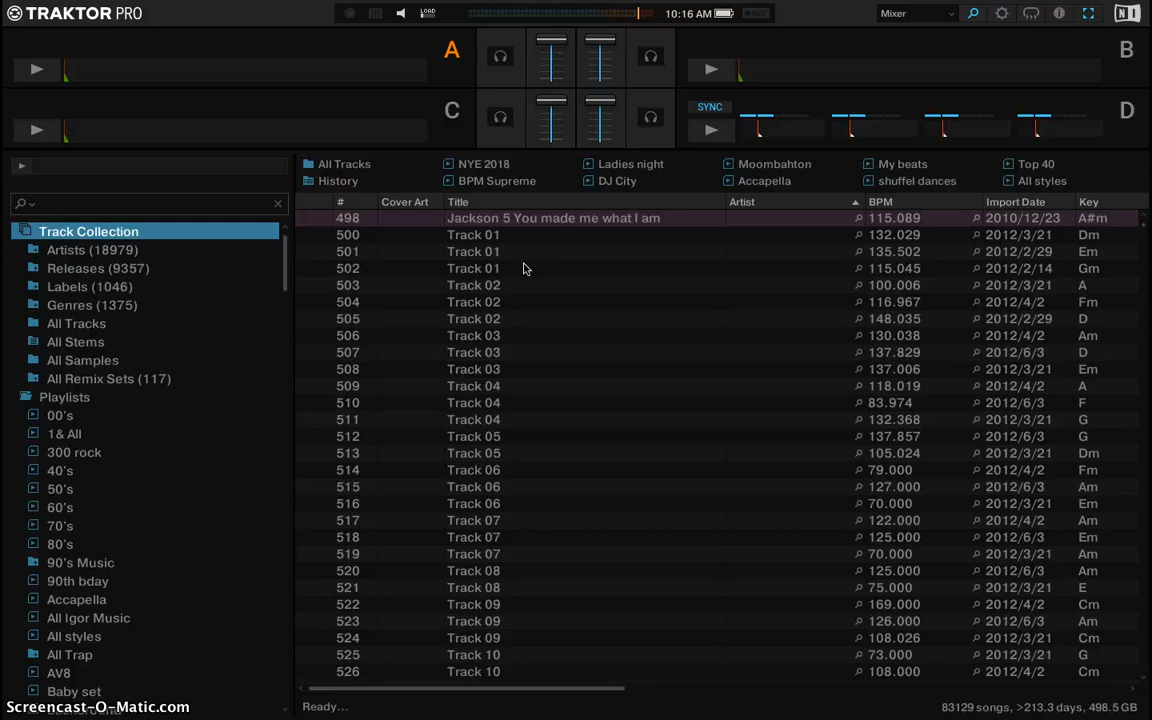 TRAKTOR PRO
LOAD
10:16 AM
REC
Mixer
A
B
C
SYNC
D
All Tracks
NYE 2018
Ladies night
Moombahton
My beats
Top 40
History
BPM Supreme
DJ City
Accapella
shuffel dances
All styles
# Cover Art Title Artist BPM Import Date Key
498 Jackson 5 You made me what I am 115.089 2010/12/23 A#m
500 Track 01 132.029 2012/3/21 Dm
501 Track 01 135.502 2012/2/29 Em
502 Track 01 115.045 2012/2/14 Gm
503 Track 02 100.006 2012/3/21 A
504 Track 02 116.967 2012/4/2 Fm
505 Track 02 148.035 2012/2/29 D
506 Track 03 130.038 2012/4/2 Am
507 Track 03 137.829 2012/6/3 D
508 Track 03 137.006 2012/3/21 Em
509 Track 04 118.019 2012/4/2 A
510 Track 04 83.974 2012/6/3 F
511 Track 04 132.368 2012/3/21 G
512 Track 05 137.857 2012/6/3 G
513 Track 05 105.024 2012/3/21 Dm
514 Track 06 79.000 2012/4/2 Fm
515 Track 06 127.000 2012/6/3 Am
516 Track 06 70.000 2012/3/21 Em
517 Track 07 122.000 2012/4/2 Am
518 Track 07 125.000 2012/6/3 Em
519 Track 07 70.000 2012/3/21 Am
520 Track 08 125.000 2012/6/3 Am
521 Track 08 75.000 2012/3/21 E
522 Track 09 169.000 2012/4/2 Cm
523 Track 09 126.000 2012/6/3 Am
524 Track 09 108.026 2012/3/21 Cm
525 Track 10 73.000 2012/3/21 G
526 Track 10 108.000 2012/4/2 Cm
Track Collection
Artists (18979)
Releases (9357)
Labels (1046)
Genres (1375)
All Tracks
All Stems
All Samples
All Remix Sets (117)
Playlists
00's
1& All
300 rock
40's
50's
60's
70's
80's
90's Music
90th bday
Accapella
All Igor Music
All styles
All Trap
AV8
Baby set
Screencast-O-Matic.com
Ready...
83129 songs, >213.3 days, 498.5 GB